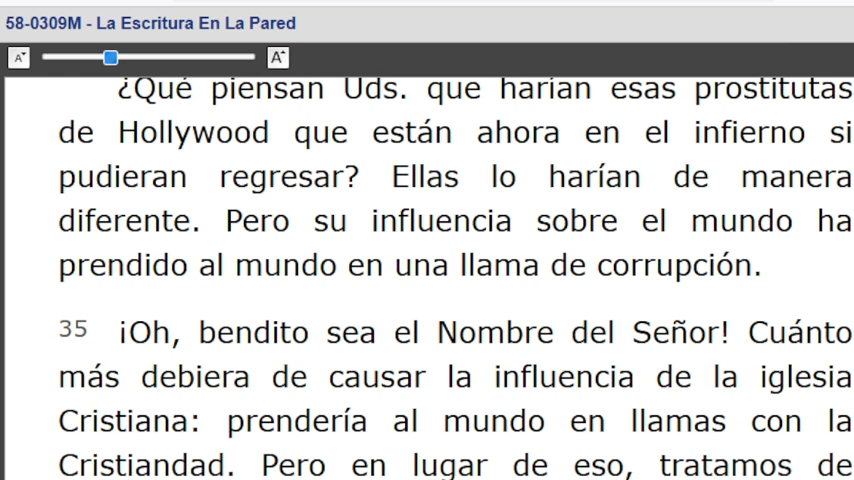 58-0309M - La Escritura En La Pared
A A
¿Qué piensan Uds. que harían esas prostitutas
de Hollywood que están ahora en el infierno si
pudieran regresar? Ellas lo harían de manera
diferente. Pero su influencia sobre el mundo ha
prendido al mundo en una llama de corrupción.
35 ¡Oh, bendito sea el Nombre del Señor! Cuánto
más debiera de causar la influencia de la iglesia
Cristiana: prendería al mundo en llamas con la
Cristiandad. Pero en lugar de eso, tratamos de